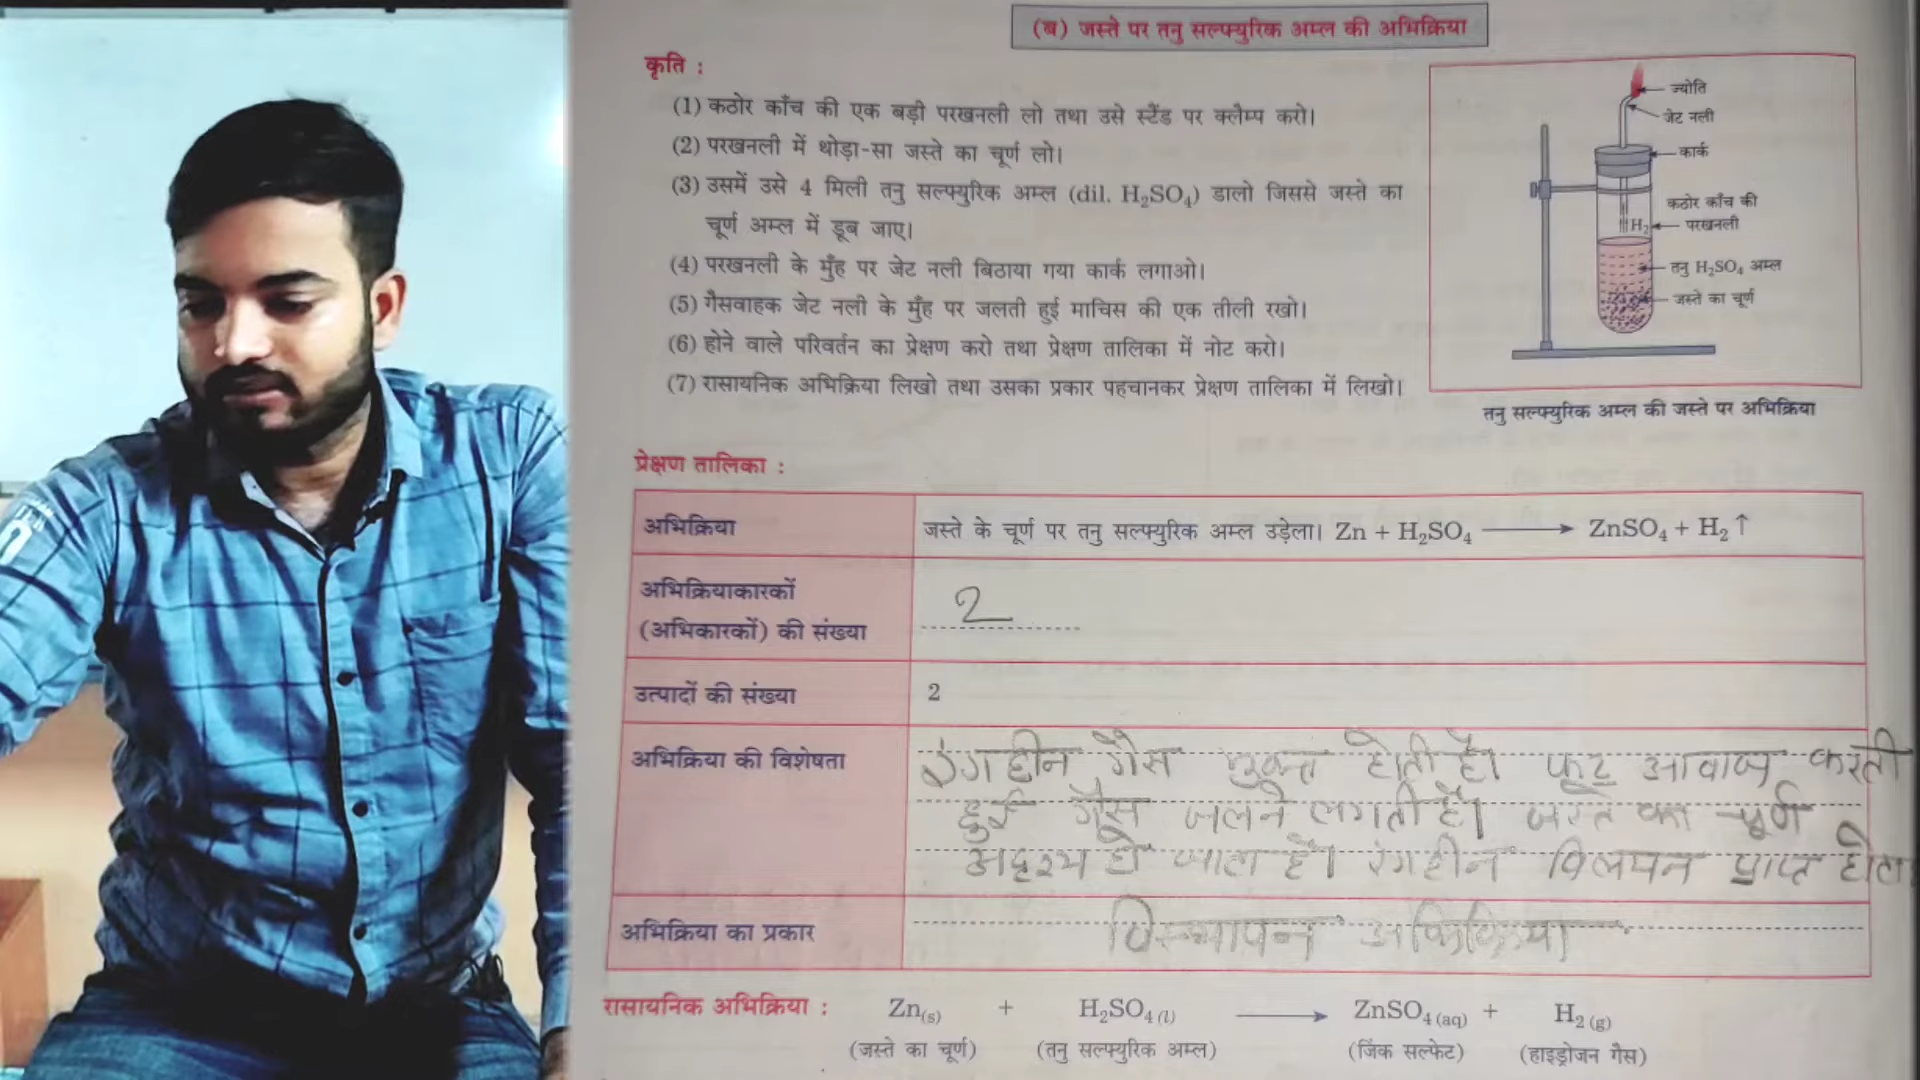 (ब) जस्ते पर तनु सल्फ्युरिक अम्ल की अभिक्रिया
कृति :
(1) कठोर काँच की एक बड़ी परखनली लो तथा उसे स्टैंड पर क्लैम्प करो।
(2) परखनली में थोड़ा-सा जस्ते का चूर्ण लो।
(3) उसमें उसे 4 मिली तनु सल्फ्युरिक अम्ल (dil. H₂SO₄) डालो जिससे जस्ते का
चूर्ण अम्ल में डूब जाए।
(4) परखनली के मुँह पर जेट नली बिठाया गया कार्क लगाओ।
(5) गैसवाहक जेट नली के मुँह पर जलती हुई माचिस की एक तीली रखो।
(6) होने वाले परिवर्तन का प्रेक्षण करो तथा प्रेक्षण तालिका में नोट करो।
(7) रासायनिक अभिक्रिया लिखो तथा उसका प्रकार पहचानकर प्रेक्षण तालिका में लिखो।
ज्योति
जेट नली
कार्क
कठोर काँच की
परखनली
H₂
तनु H₂SO₄ अम्ल
जस्ते का चूर्ण
तनु सल्फ्युरिक अम्ल की जस्ते पर अभिक्रिया
प्रेक्षण तालिका :
अभिक्रिया
जस्ते के चूर्ण पर तनु सल्फ्युरिक अम्ल उड़ेला। Zn + H₂SO₄ ⟶ ZnSO₄ + H₂ ↑
अभिक्रियाकारकों
(अभिकारकों) की संख्या
2
उत्पादों की संख्या
2
अभिक्रिया की विशेषता
रंगहीन गैस मुक्त होती है। फट आवाज करती
हुई गैस जलने लगती है। जस्ते का चूर्ण
अदृश्य हो जाता है। रंगहीन विलयन प्राप्त होता
अभिक्रिया का प्रकार
विस्थापन अभिक्रिया
रासायनिक अभिक्रिया : Zn₍s₎ + H₂SO₄ ₍l₎ ⟶ ZnSO₄ ₍aq₎ + H₂ ₍g₎
(जस्ते का चूर्ण) (तनु सल्फ्युरिक अम्ल) (जिंक सल्फेट) (हाइड्रोजन गैस)